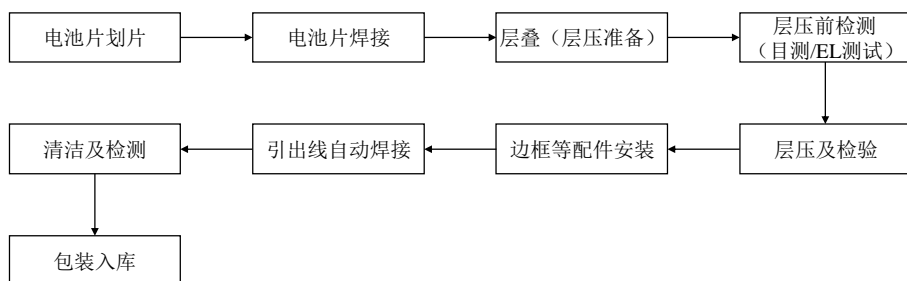 电池片划片
电池片焊接
层叠（层压准备）
层压前检测
（目测/EL测试）
层压及检验
边框等配件安装
引出线自动焊接
清洁及检测
包装入库